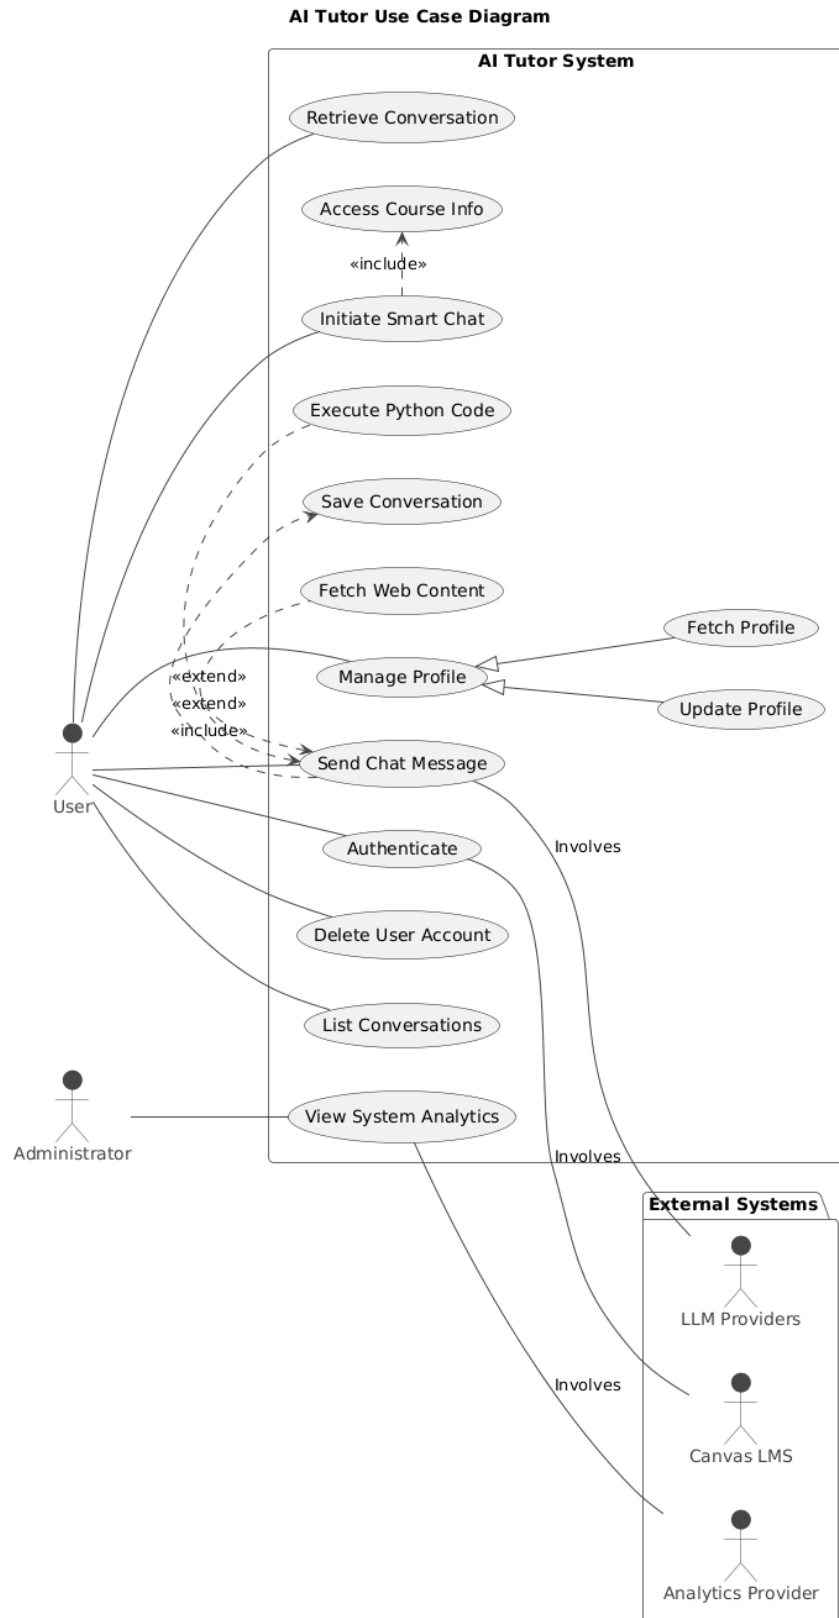 AI Tutor Use Case Diagram
AI Tutor System
Retrieve Conversation
Access Course Info
«include»
Initiate Smart Chat
Execute Python Code
Save Conversation
Fetch Web Content
Fetch Profile
Manage Profile
«extend»
Update Profile
«extend»
«include»
Send Chat Message
User
Involves
Authenticate
Delete User Account
List Conversations
View System Analytics
Administrator
Involves
External Systems
LLM Providers
Involves
Canvas LMS
Analytics Provider